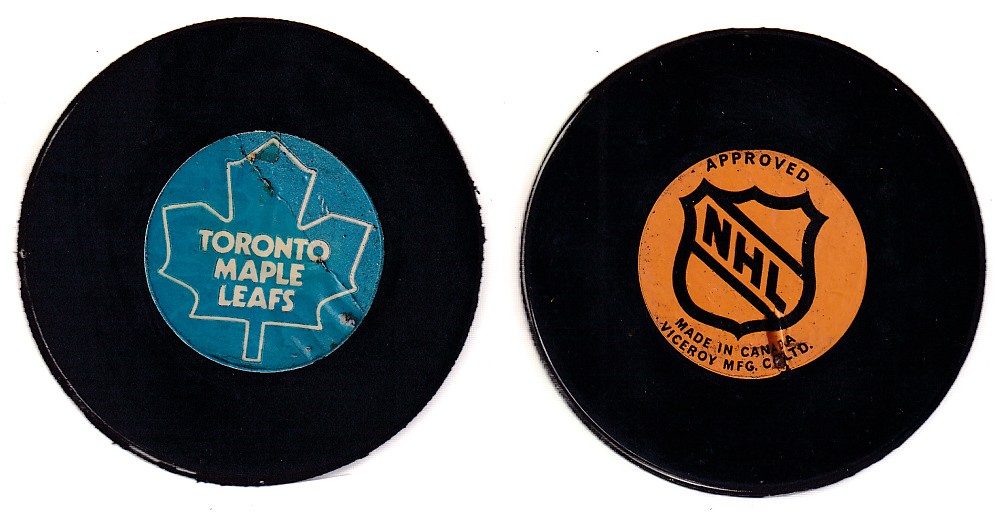 TORONTO
MAPLE
LEAFS
APPROVED
NHL
MADE IN CANADA
VICEROY MFG. CO. LTD.